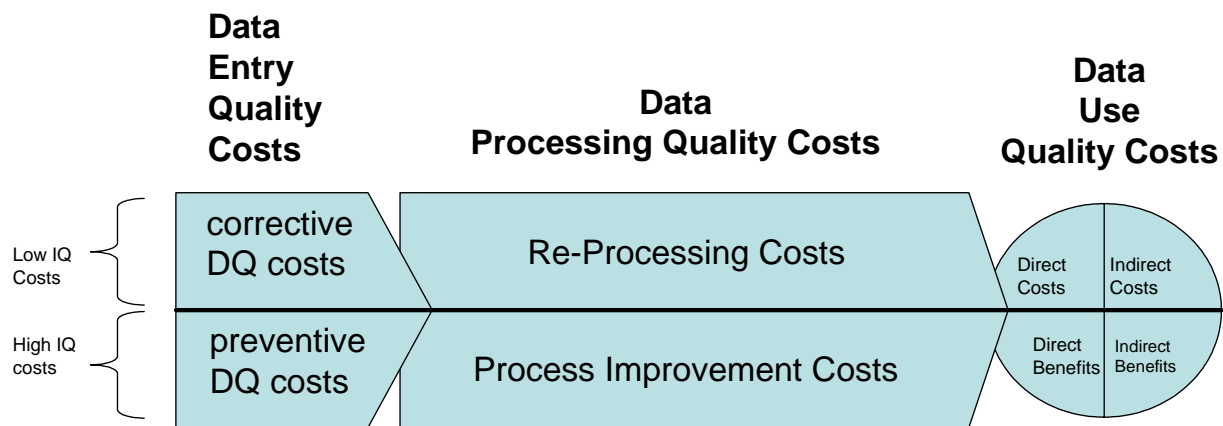 Data
Entry
Quality
Costs
Data
Processing Quality Costs
Data
Use
Quality Costs
Low IQ
Costs
corrective
DQ costs
Re-Processing Costs
Direct
Costs
Indirect
Costs
High IQ
costs
preventive
DQ costs
Process Improvement Costs
Direct
Benefits
Indirect
Benefits